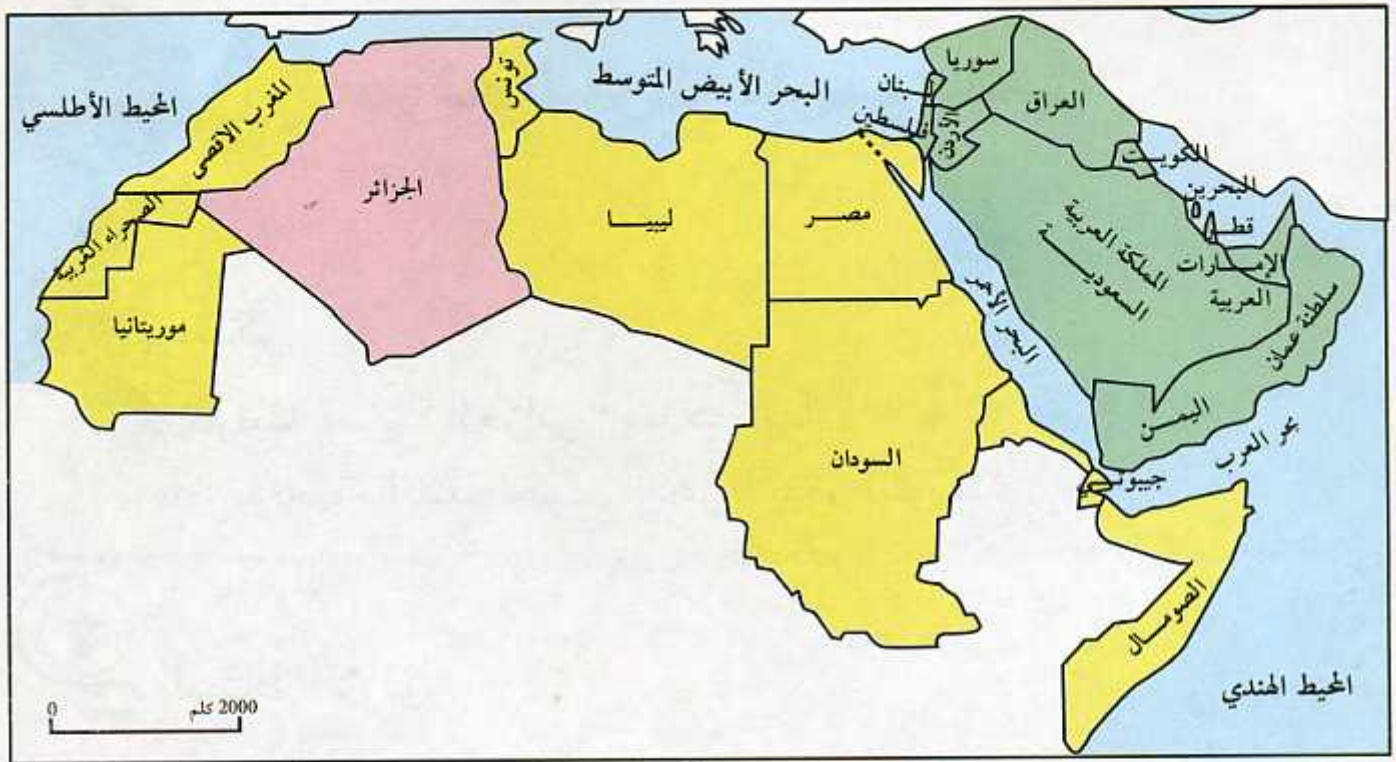 المحيط الأطلسي
البحر الأبيض المتوسط
المغرب الاقصى
الصحراء الغربية
موريتانيا
الجزائر
تونس
ليبيا
مصر
السودان
جيبوتي
الصومال
سوريا
لبنان
فلسطين
الأردن
العراق
الكويت
البحرين
قطر
الإمارات
العربية
المملكة العربية
السعودية
سلطنة عمان
اليمن
البحر الأحمر
بحر العرب
المحيط الهندي
0 2000 كلم